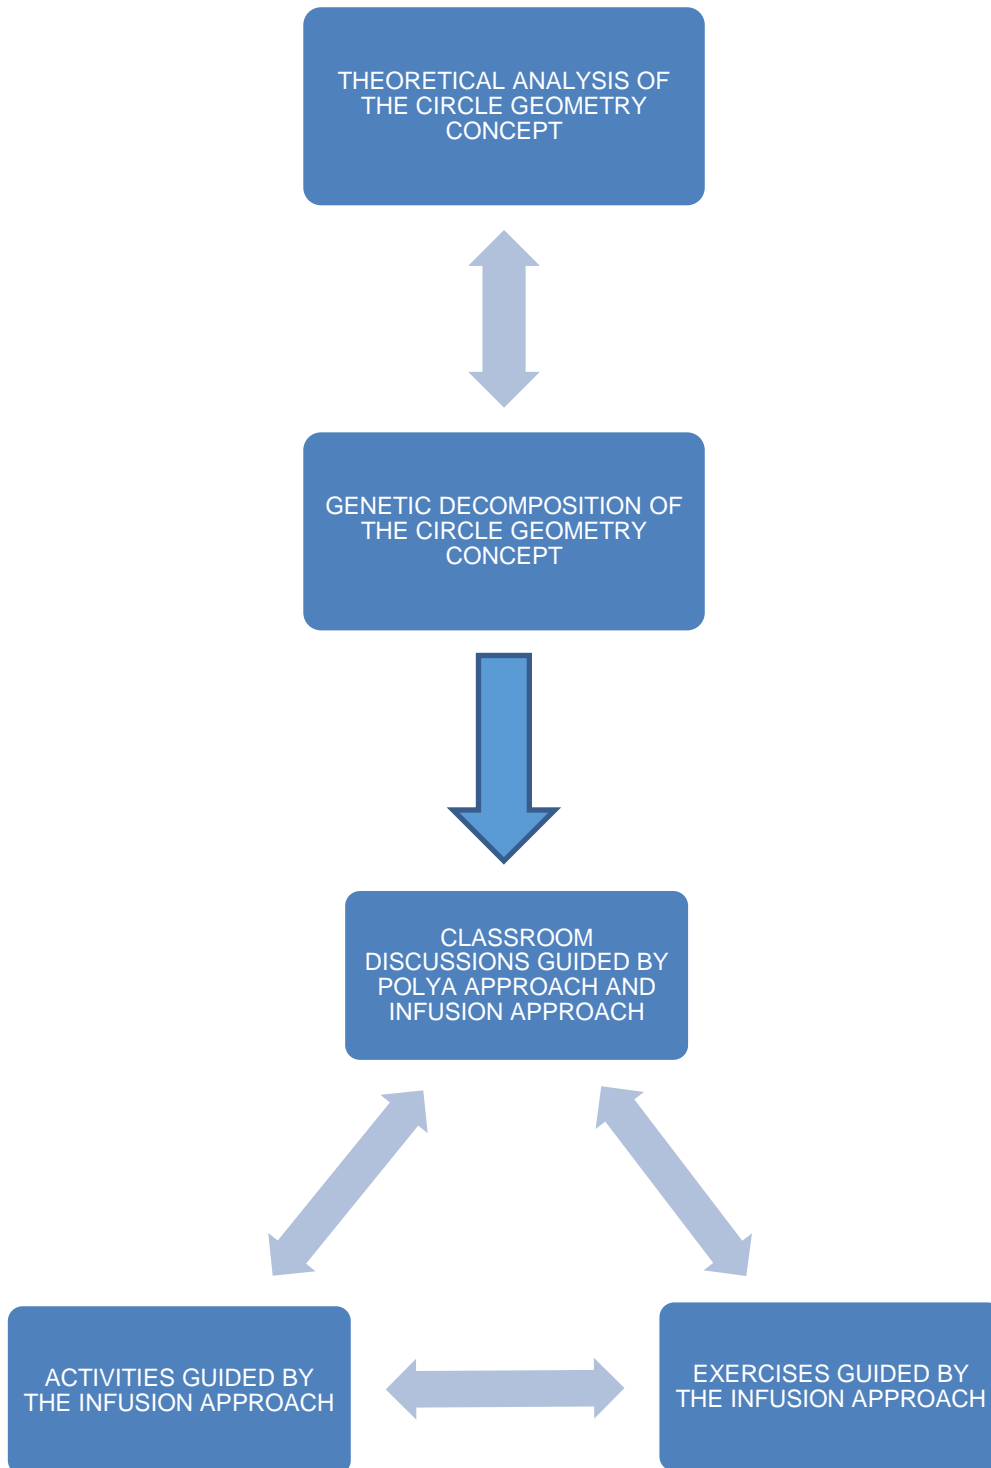 THEORETICAL ANALYSIS OF
THE CIRCLE GEOMETRY
CONCEPT
GENETIC DECOMPOSITION OF
THE CIRCLE GEOMETRY
CONCEPT
CLASSROOM
DISCUSSIONS GUIDED BY
POLYA APPROACH AND
INFUSION APPROACH
ACTIVITIES GUIDED BY
THE INFUSION APPROACH
EXERCISES GUIDED BY
THE INFUSION APPROACH